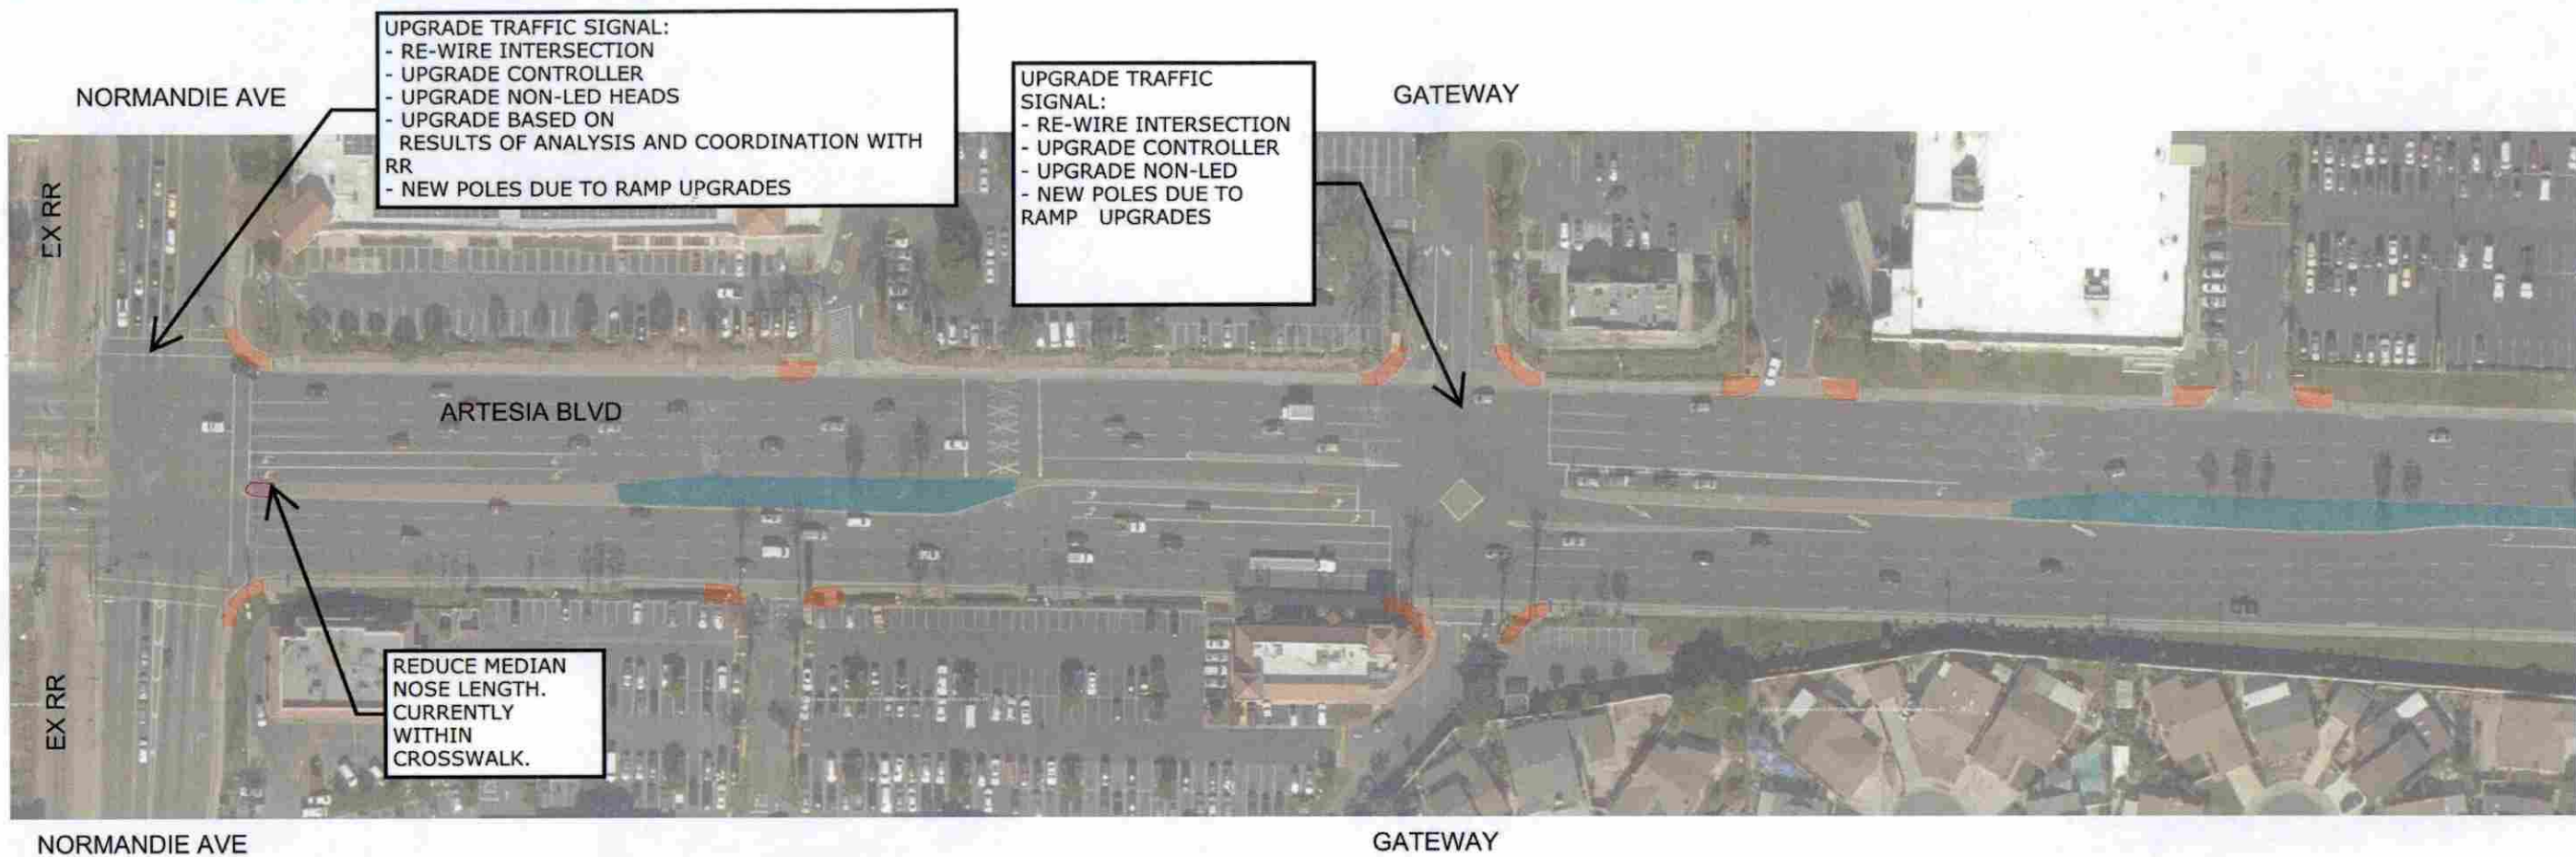 UPGRADE TRAFFIC SIGNAL:
- RE-WIRE INTERSECTION
- UPGRADE CONTROLLER
- UPGRADE NON-LED HEADS
- UPGRADE BASED ON
RESULTS OF ANALYSIS AND COORDINATION WITH
RR
- NEW POLES DUE TO RAMP UPGRADES
NORMANDIE AVE
UPGRADE TRAFFIC
SIGNAL:
- RE-WIRE INTERSECTION
- UPGRADE CONTROLLER
- UPGRADE NON-LED
- NEW POLES DUE TO
RAMP UPGRADES
GATEWAY
EX RR
ARTESIA BLVD
EX RR
REDUCE MEDIAN
NOSE LENGTH.
CURRENTLY
WITHIN
CROSSWALK.
NORMANDIE AVE
GATEWAY